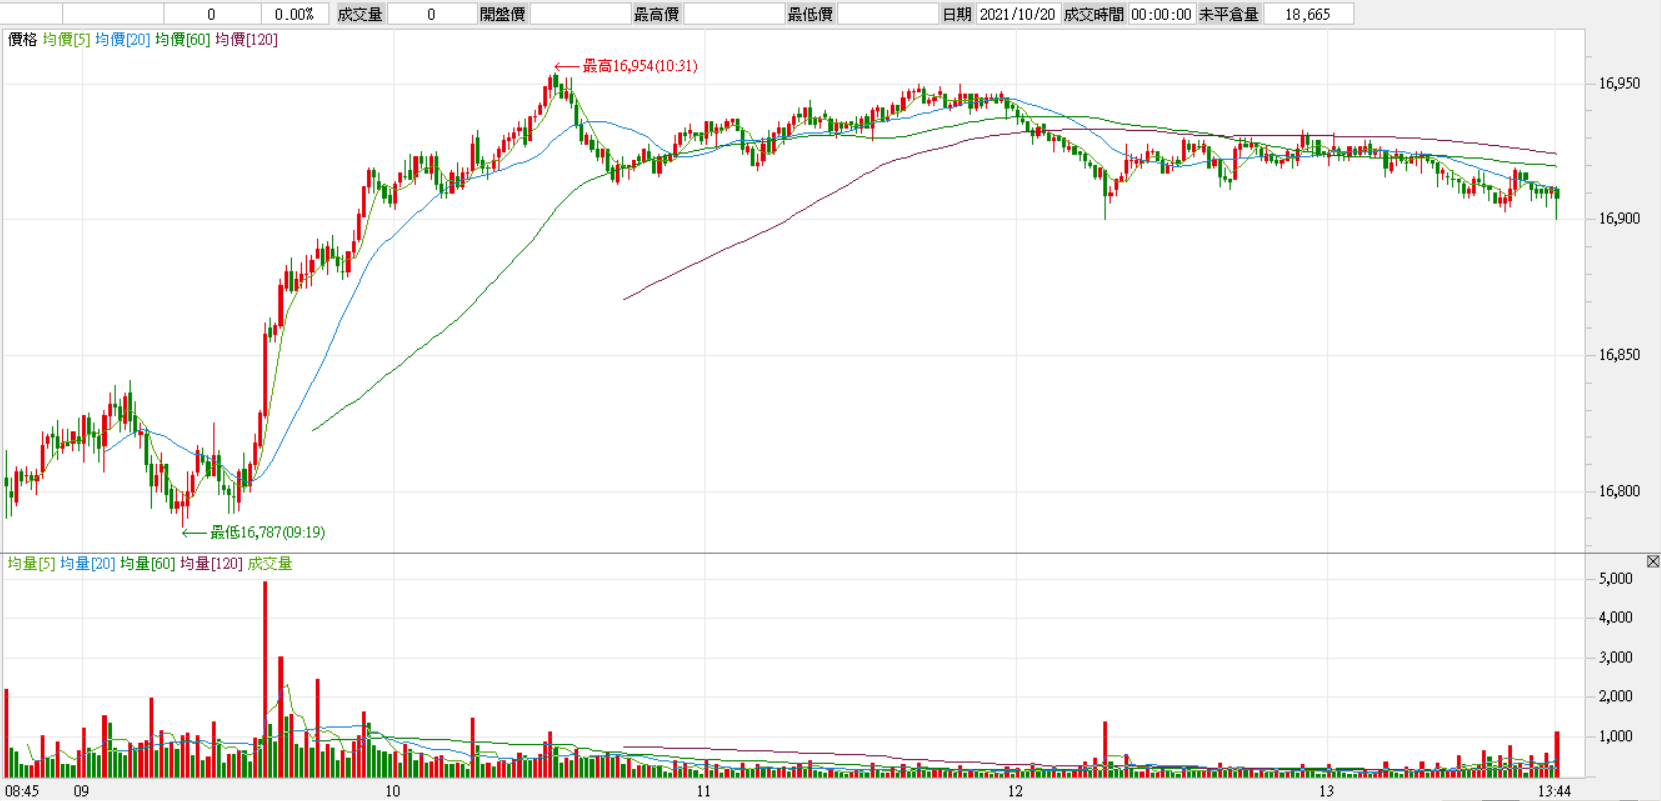 0 0.00% 成交量 0 開盤價 最高價 最低價 日期 2021/10/20 成交時間 00:00:00 未平倉量 18,665
價格 均價[5] 均價[20] 均價[60] 均價[120]
最高16,954(10:31)
16,950
16,900
16,850
16,800
最低16,787(09:19)
均量[5] 均量[20] 均量[60] 均量[120] 成交量
5,000
4,000
3,000
2,000
1,000
08:45 09 10 11 12 13 13:44